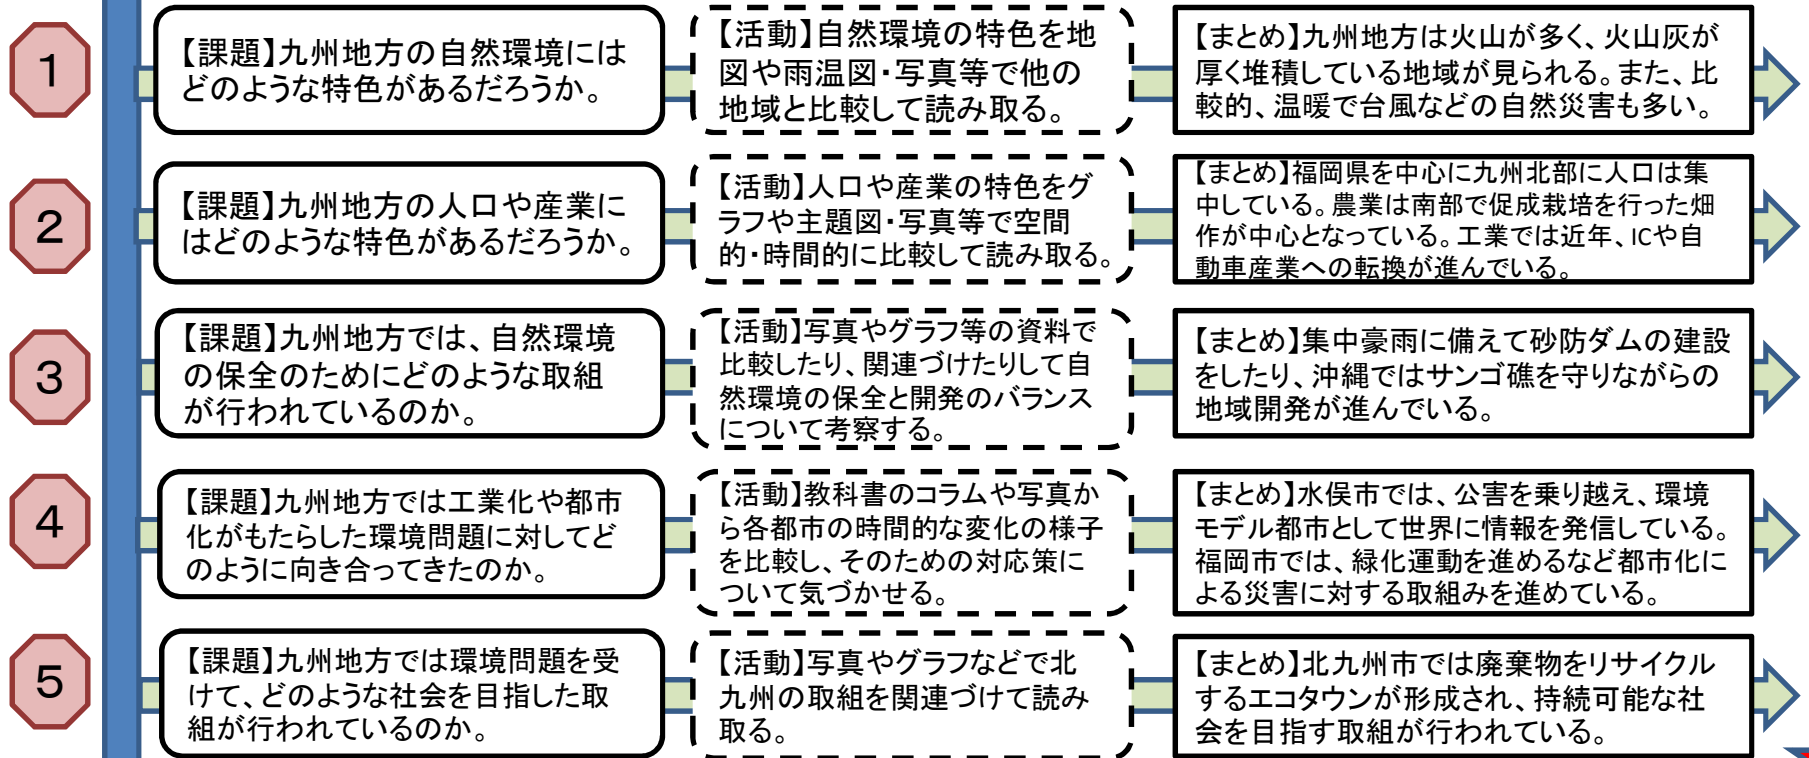 1
【課題】九州地方の自然環境には
どのような特色があるだろうか。
【活動】自然環境の特色を地
図や雨温図・写真等で他の
地域と比較して読み取る。
【まとめ】九州地方は火山が多く、火山灰が
厚く堆積している地域が見られる。また、比
較的、温暖で台風などの自然災害も多い。
2
【課題】九州地方の人口や産業に
はどのような特色があるだろうか。
【活動】人口や産業の特色をグ
ラフや主題図・写真等で空間
的・時間的に比較して読み取る。
【まとめ】福岡県を中心に九州北部に人口は集
中している。農業は南部で促成栽培を行った畑
作が中心となっている。工業では近年、ICや自
動車産業への転換が進んでいる。
3
【課題】九州地方では、自然環境
の保全のためにどのような取組
が行われているのか。
【活動】写真やグラフ等の資料で
比較したり、関連づけたりして自
然環境の保全と開発のバランス
について考察する。
【まとめ】集中豪雨に備えて砂防ダムの建設
をしたり、沖縄ではサンゴ礁を守りながらの
地域開発が進んでいる。
4
【課題】九州地方では工業化や都市
化がもたらした環境問題に対してど
のように向き合ってきたのか。
【活動】教科書のコラムや写真か
ら各都市の時間的な変化の様子
を比較し、そのための対応策に
ついて気づかせる。
【まとめ】水俣市では、公害を乗り越え、環境
モデル都市として世界に情報を発信している。
福岡市では、緑化運動を進めるなど都市化に
よる災害に対する取組みを進めている。
5
【課題】九州地方では環境問題を受
けて、どのような社会を目指した取
組が行われているのか。
【活動】写真やグラフなどで北
九州の取組を関連づけて読み
取る。
【まとめ】北九州市では廃棄物をリサイクル
するエコタウンが形成され、持続可能な社
会を目指す取組が行われている。